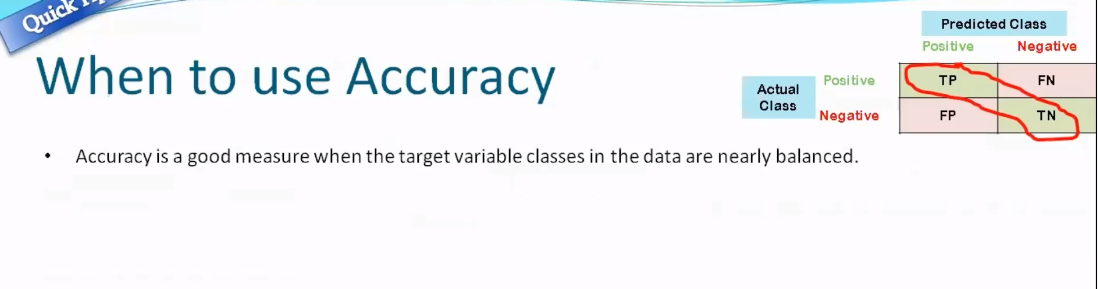 Quick
Predicted Class
Positive Negative
When to use Accuracy
Actual
Class
Positive TP FN
Negative FP TN
• Accuracy is a good measure when the target variable classes in the data are nearly balanced.